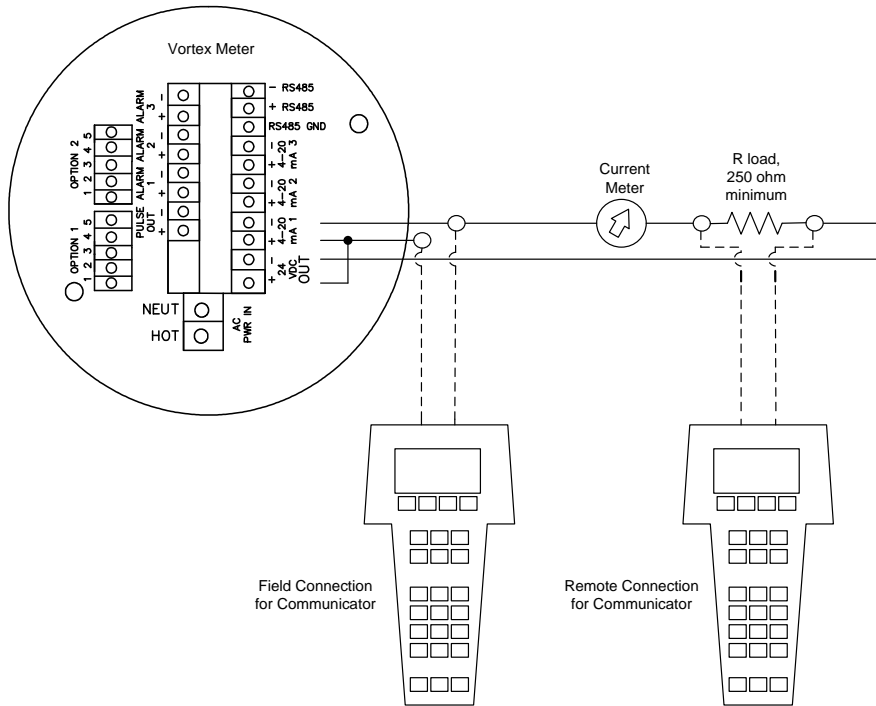 Vortex Meter
ALARM 3 - +
ALARM 2 - +
ALARM 1 - +
PULSE OUT - +
- RS485
+ RS485
RS485 GND
- + 4-20 mA 3
- + 4-20 mA 2
- + 4-20 mA 1
- + 24 VDC OUT
OPTION 2
1 2 3 4 5
OPTION 1
1 2 3 4 5
NEUT
HOT
AC
PWR IN
Current
Meter
R load,
250 ohm
minimum
Field Connection
for Communicator
Remote Connection
for Communicator